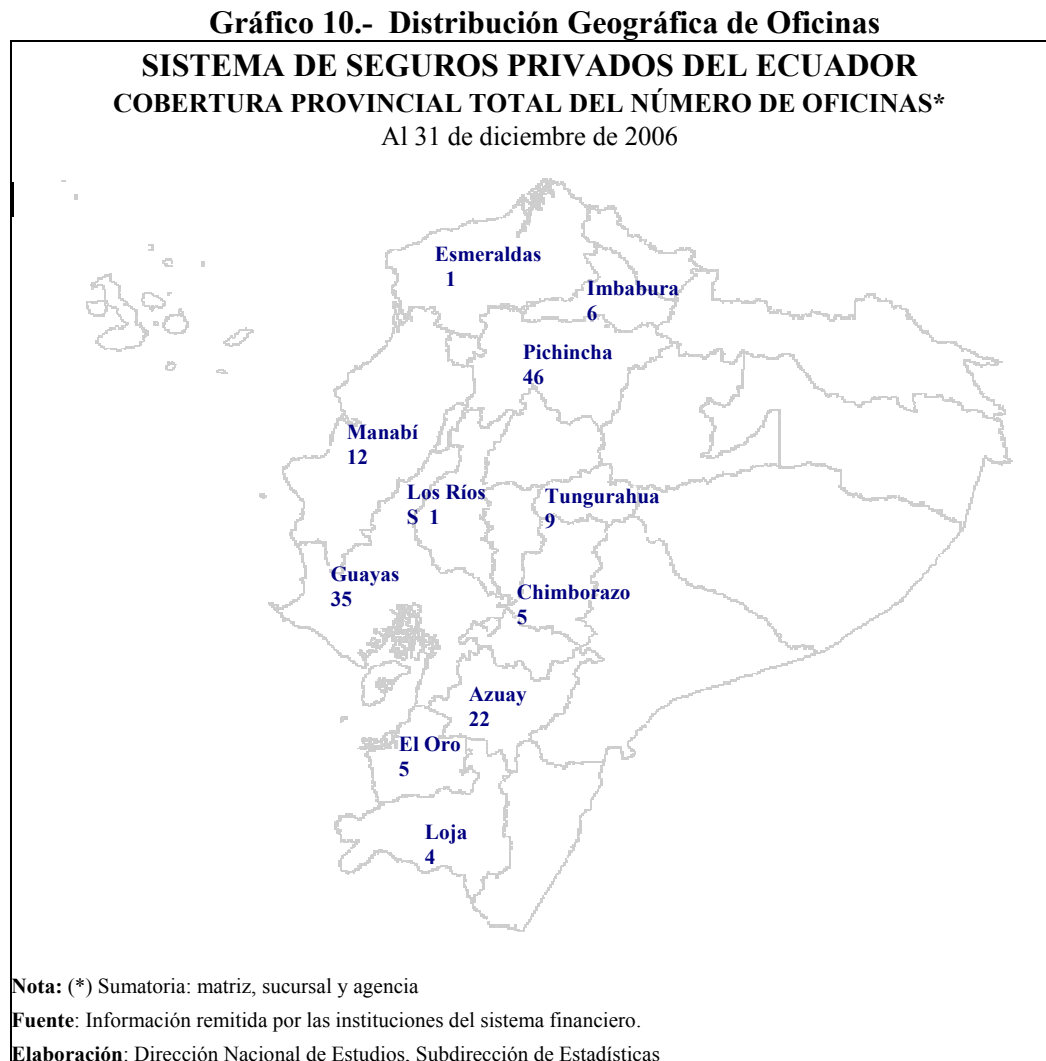 Gráfico 10.- Distribución Geográfica de Oficinas
SISTEMA DE SEGUROS PRIVADOS DEL ECUADOR
COBERTURA PROVINCIAL TOTAL DEL NÚMERO DE OFICINAS*
Al 31 de diciembre de 2006
Esmeraldas
1
Imbabura
6
Pichincha
46
Manabí
12
Los Ríos
S 1
Tungurahua
9
Guayas
35
Chimborazo
5
Azuay
22
El Oro
5
Loja
4
Nota: (*) Sumatoria: matriz, sucursal y agencia
Fuente: Información remitida por las instituciones del sistema financiero.
Elaboración: Dirección Nacional de Estudios, Subdirección de Estadísticas